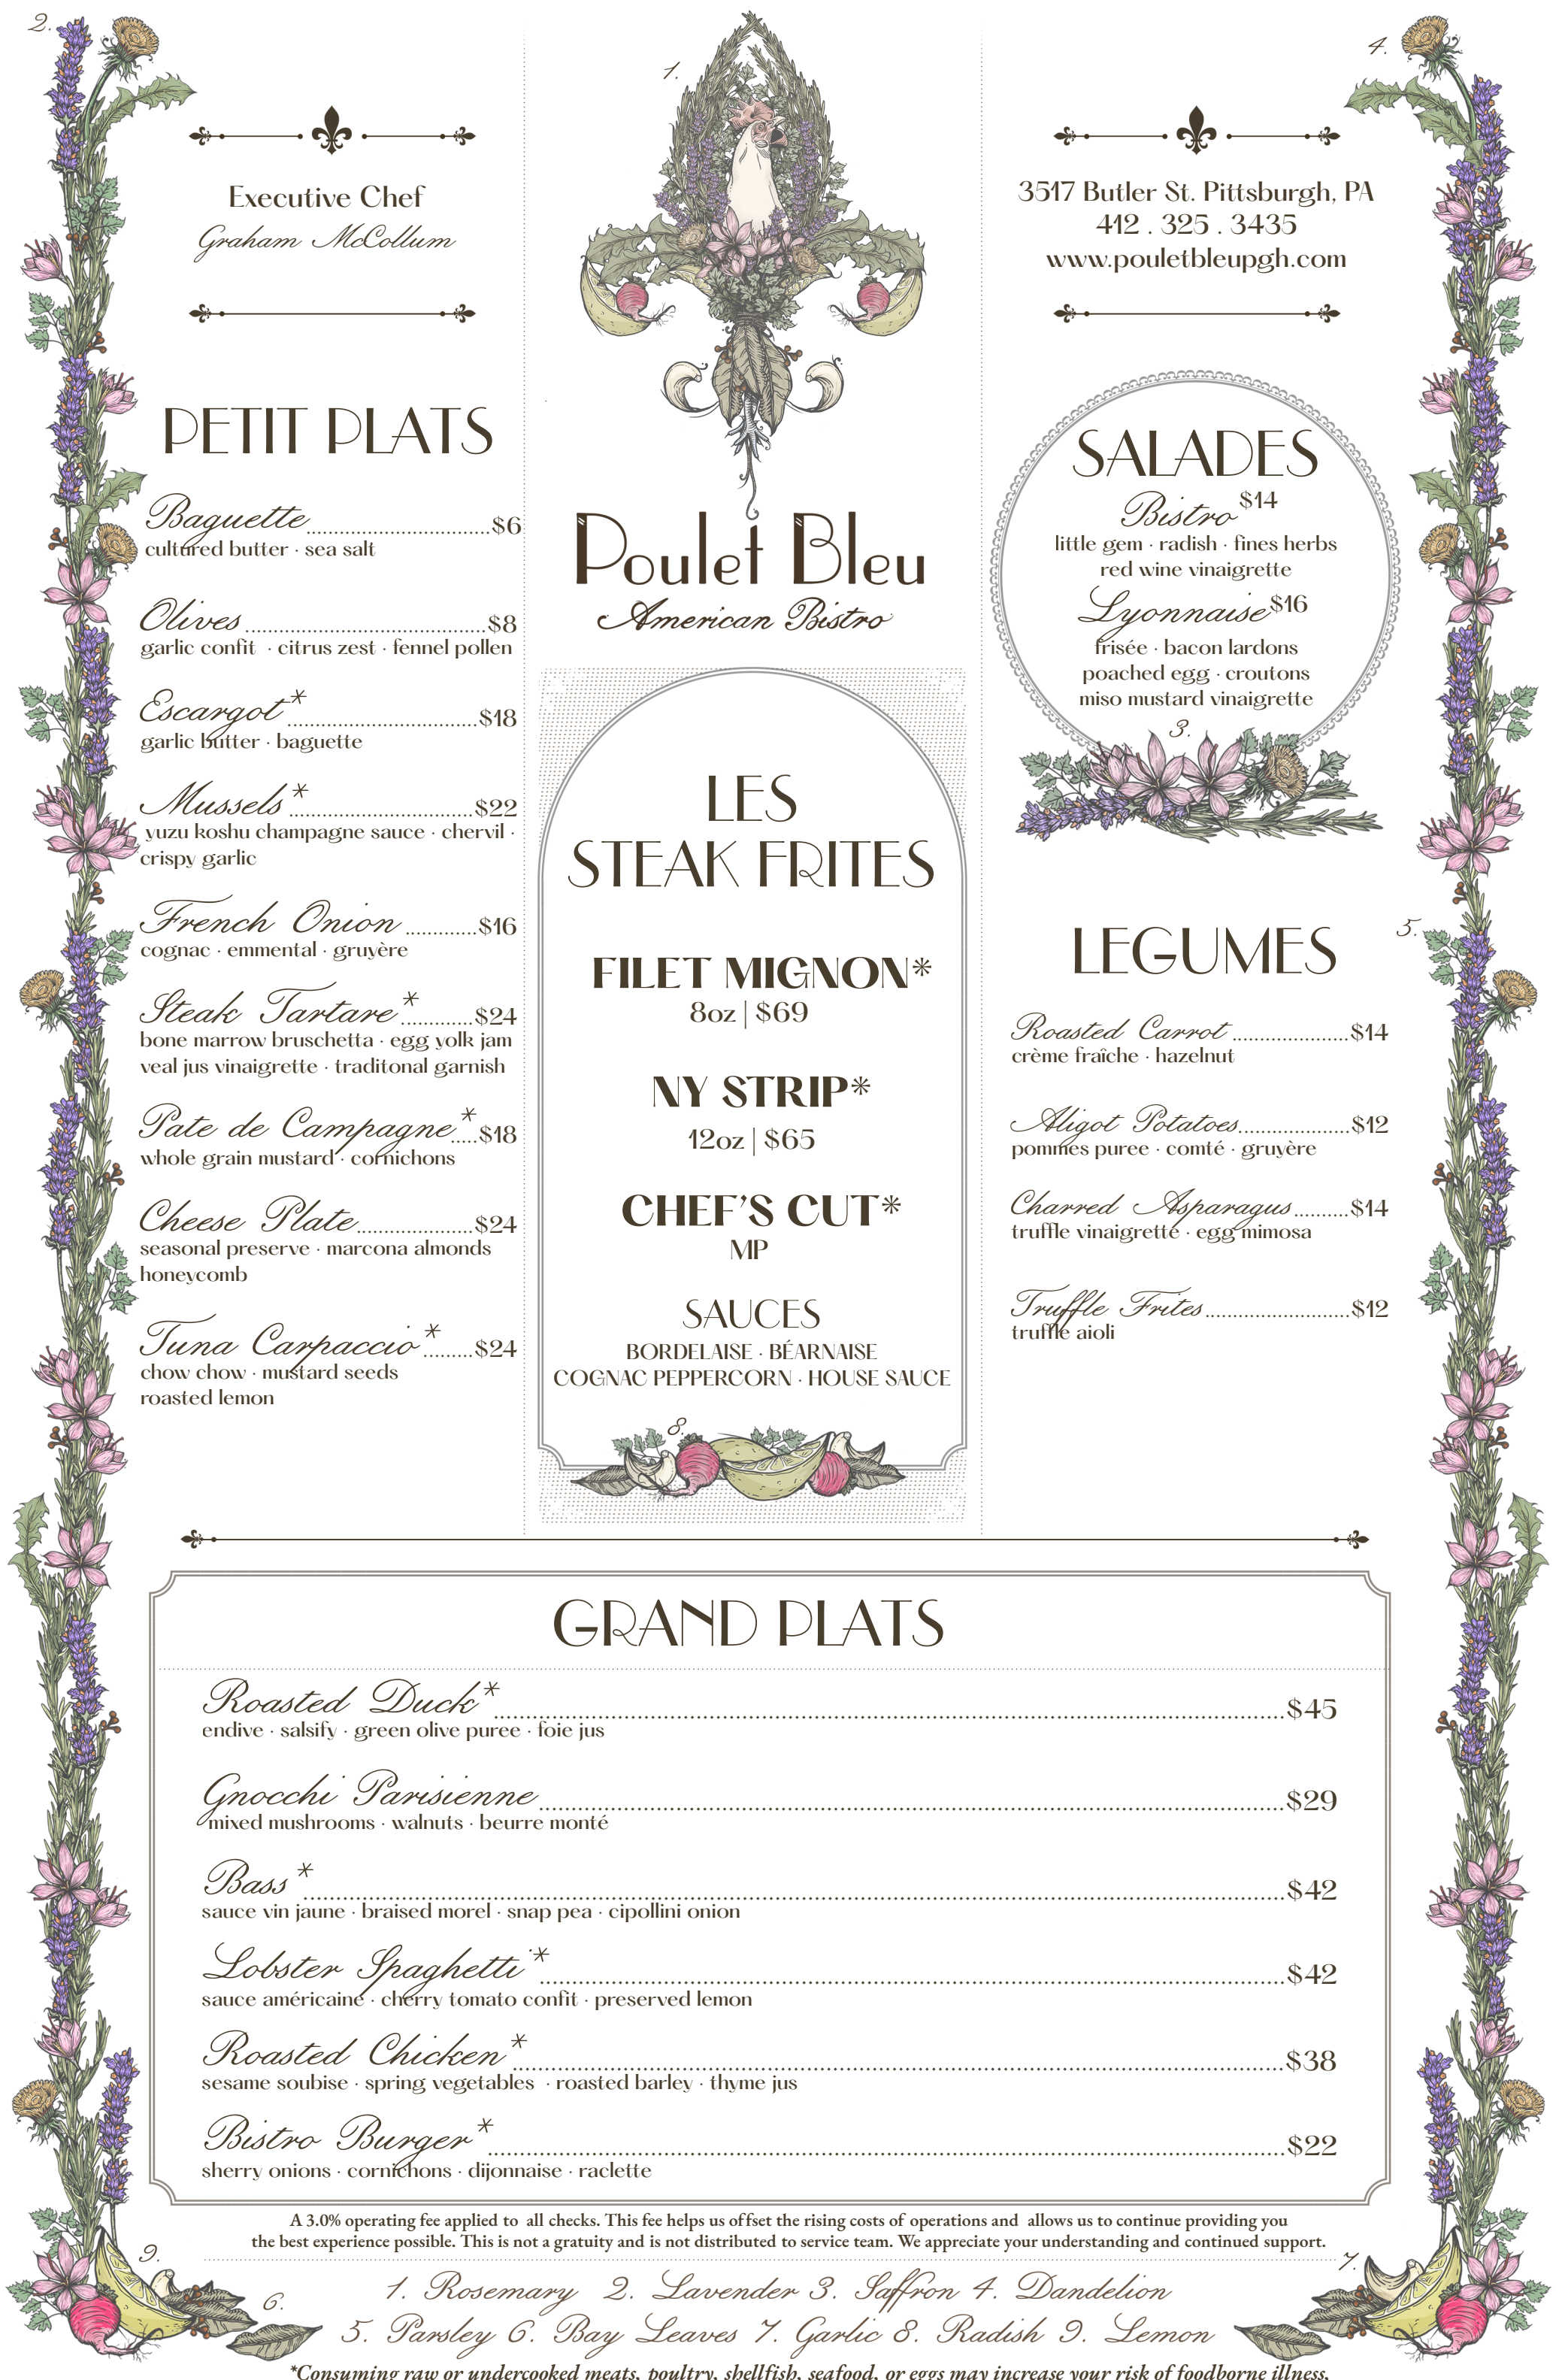 2.
1.
4.
Executive Chef
Graham McCollum
3517 Butler St. Pittsburgh, PA
412 . 325 . 3435
www.pouletbleupgh.com
Poulet Bleu
American Bistro
PETIT PLATS
Baguette $6
cultured butter · sea salt
Olives $8
garlic confit · citrus zest · fennel pollen
Escargot* $18
garlic butter · baguette
Mussels* $22
yuzu koshu champagne sauce · chervil ·
crispy garlic
French Onion $16
cognac · emmental · gruyère
Steak Tartare* $24
bone marrow bruschetta · egg yolk jam
veal jus vinaigrette · traditonal garnish
Pate de Campagne* $18
whole grain mustard · cornichons
Cheese Plate $24
seasonal preserve · marcona almonds
honeycomb
Tuna Carpaccio* $24
chow chow · mustard seeds
roasted lemon
LES
STEAK FRITES
FILET MIGNON*
8oz | $69
NY STRIP*
12oz | $65
CHEF'S CUT*
MP
SAUCES
BORDELAISE · BÉARNAISE
COGNAC PEPPERCORN · HOUSE SAUCE
8.
SALADES
Bistro $14
little gem · radish · fines herbs
red wine vinaigrette
Lyonnaise $16
frisée · bacon lardons
poached egg · croutons
miso mustard vinaigrette
3.
LEGUMES
5.
Roasted Carrot $14
crème fraîche · hazelnut
Aligot Potatoes $12
pommes puree · comté · gruyère
Charred Asparagus $14
truffle vinaigrette · egg mimosa
Truffle Frites $12
truffle aioli
GRAND PLATS
Roasted Duck* $45
endive · salsify · green olive puree · foie jus
Gnocchi Parisienne $29
mixed mushrooms · walnuts · beurre monté
Bass* $42
sauce vin jaune · braised morel · snap pea · cipollini onion
Lobster Spaghetti* $42
sauce américaine · cherry tomato confit · preserved lemon
Roasted Chicken* $38
sesame soubise · spring vegetables · roasted barley · thyme jus
Bistro Burger* $22
sherry onions · cornichons · dijonnaise · raclette
A 3.0% operating fee applied to all checks. This fee helps us offset the rising costs of operations and allows us to continue providing you
the best experience possible. This is not a gratuity and is not distributed to service team. We appreciate your understanding and continued support.
9.
7.
6.
1. Rosemary 2. Lavender 3. Saffron 4. Dandelion
5. Parsley 6. Bay Leaves 7. Garlic 8. Radish 9. Lemon
*Consuming raw or undercooked meats, poultry, shellfish, seafood, or eggs may increase your risk of foodborne illness.